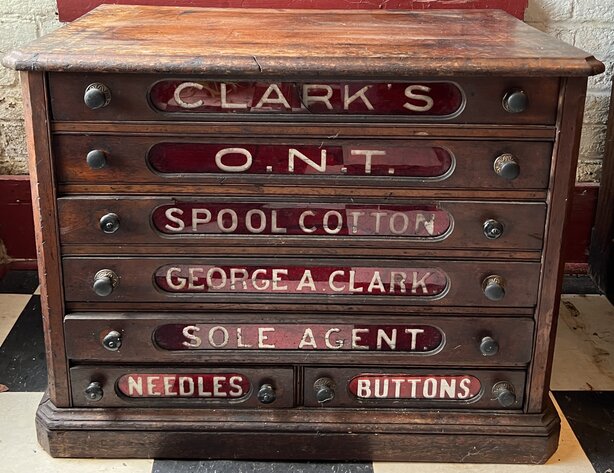 CLARK'S
O.N.T.
SPOOL COTTON
GEORGE A. CLARK
SOLE AGENT
NEEDLES BUTTONS